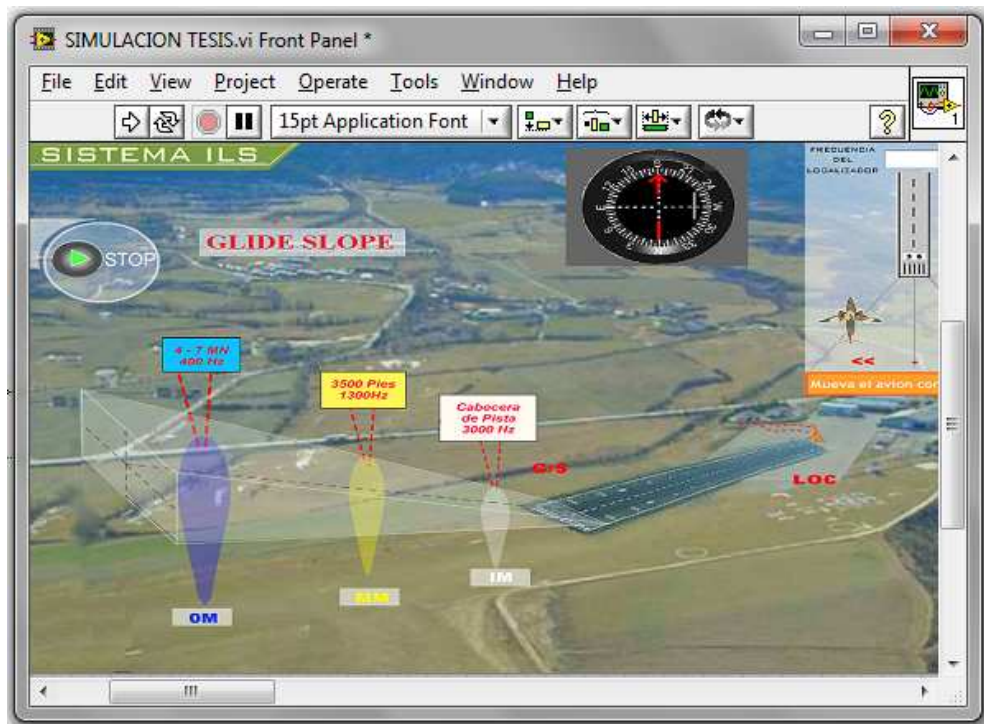 SIMULACION TESIS.vi Front Panel *
File Edit View Project Operate Tools Window Help
15pt Application Font
1
SISTEMA ILS
FRECUENCIA
DEL
LOCALIZADOR
GLIDE SLOPE
STOP
4 - 7 MN
400 Hz
3500 Pies
1300Hz
Cabecera
de Pista
3000 Hz
<<
Mueva el avion con
G/S
LOC
IM
MM
OM